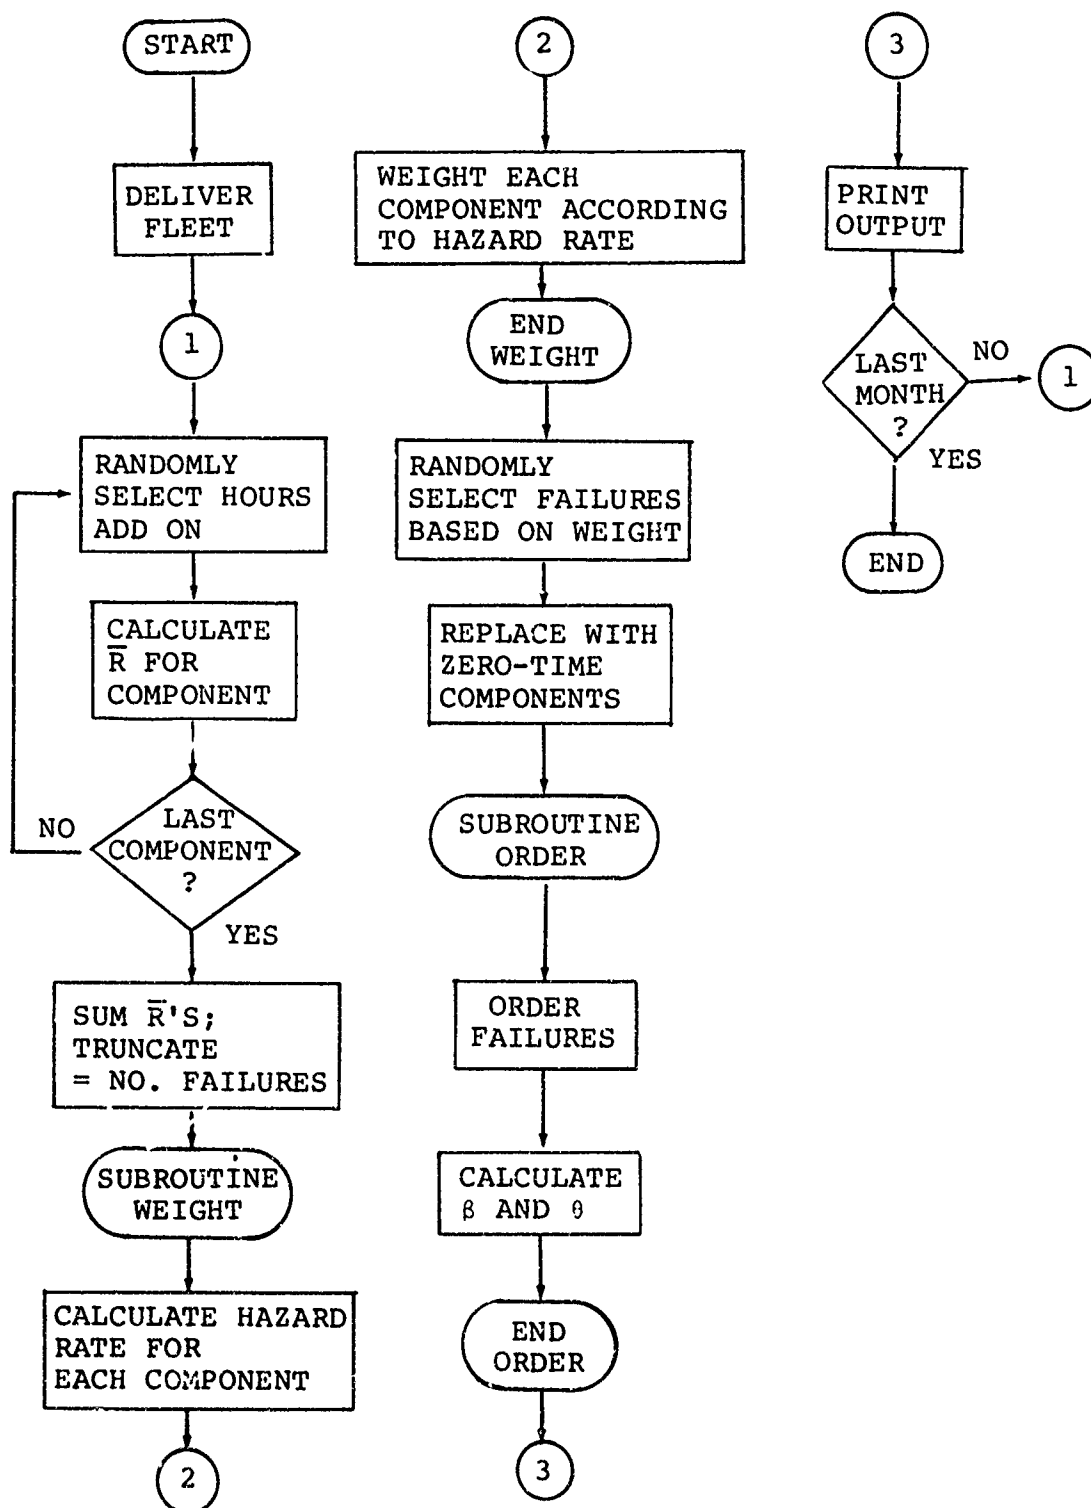 START
DELIVER
FLEET
1
RANDOMLY
SELECT HOURS
ADD ON
CALCULATE
R̅ FOR
COMPONENT
LAST
COMPONENT
?
NO
YES
SUM R̅'S;
TRUNCATE
= NO. FAILURES
SUBROUTINE
WEIGHT
CALCULATE HAZARD
RATE FOR
EACH COMPONENT
2
2
WEIGHT EACH
COMPONENT ACCORDING
TO HAZARD RATE
END
WEIGHT
RANDOMLY
SELECT FAILURES
BASED ON WEIGHT
REPLACE WITH
ZERO-TIME
COMPONENTS
SUBROUTINE
ORDER
ORDER
FAILURES
CALCULATE
β AND θ
END
ORDER
3
3
PRINT
OUTPUT
LAST
MONTH
?
NO
1
YES
END